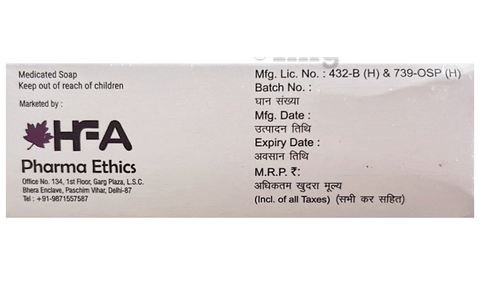 Medicated Soap
Keep out of reach of children
Marketed by :
HFA
Pharma Ethics
Office No. 134, 1st Floor, Garg Plaza, L.S.C.
Bhera Enclave, Paschim Vihar, Delhi-87
Tel : +91-9871557587
Mfg. Lic. No. : 432-B (H) & 739-OSP (H)
Batch No. :
घान संख्या
Mfg. Date :
उत्पादन तिथि
Expiry Date :
अवसान तिथि
M.R.P. ₹:
अधिकतम खुदरा मूल्य
(Incl. of all Taxes) (सभी कर सहित)